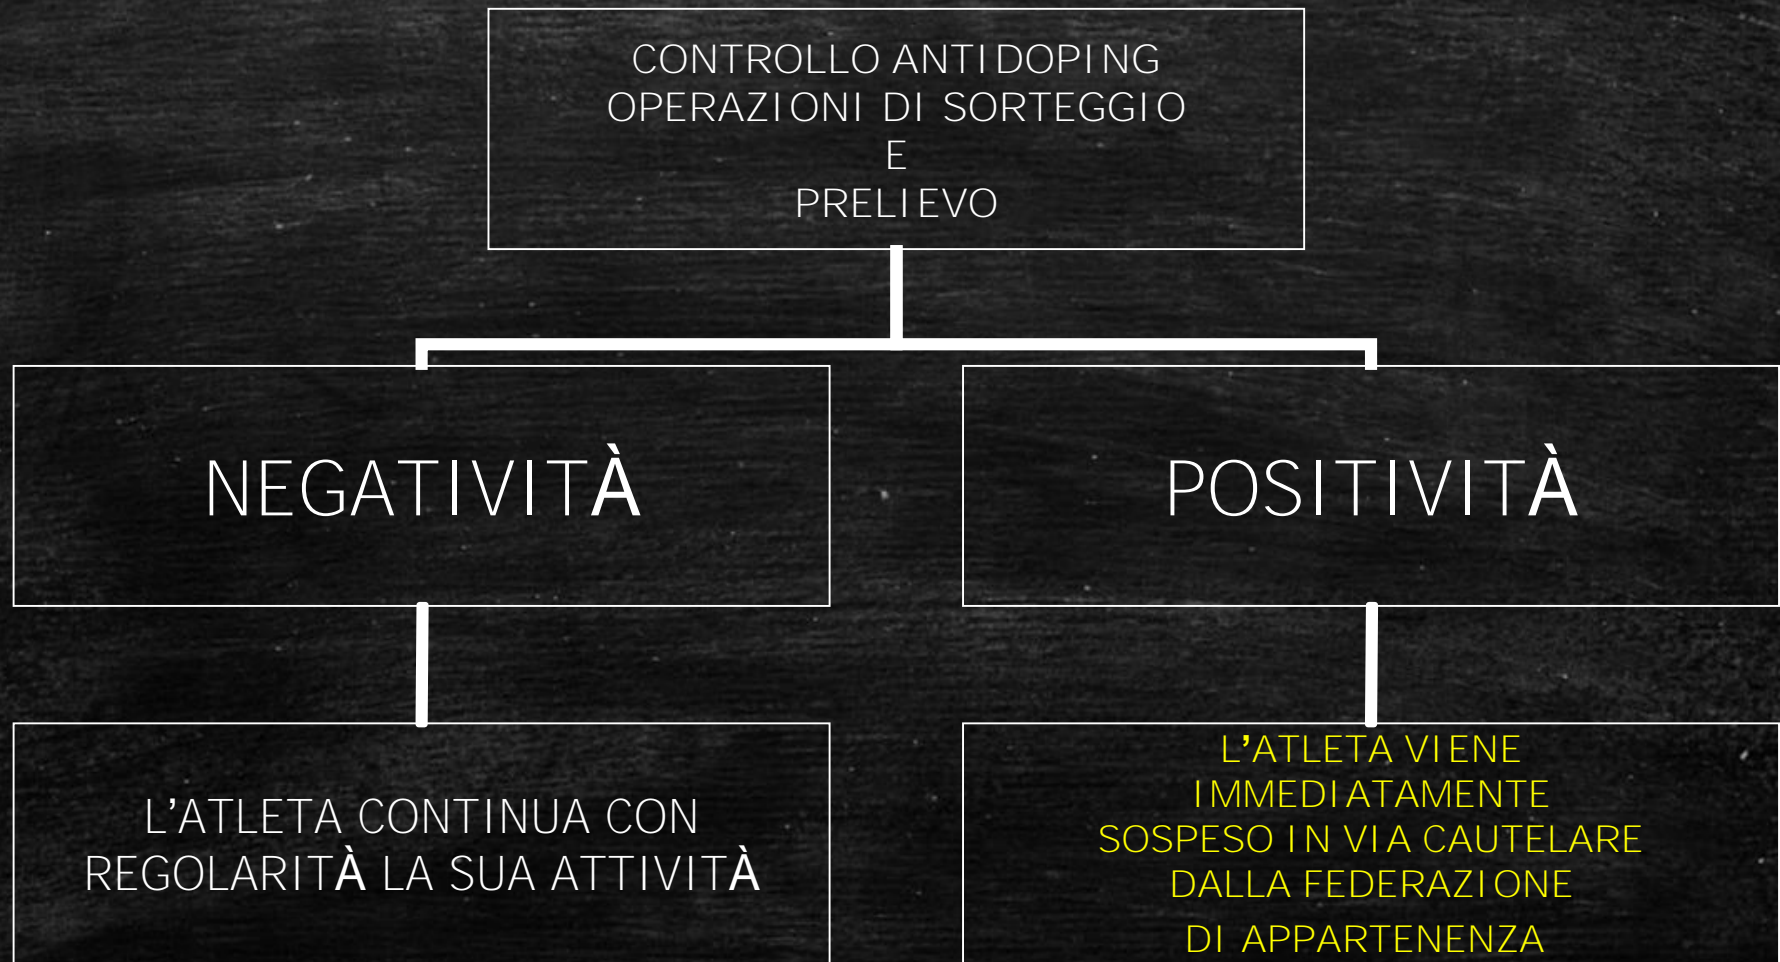 CONTROLLO ANTIDOPING
OPERAZIONI DI SORTEGGIO
E
PRELIEVO
NEGATIVITÀ
POSITIVITÀ
L’ATLETA CONTINUA CON
REGOLARITÀ LA SUA ATTIVITÀ
L’ATLETA VIENE
IMMEDIATAMENTE
SOSPESO IN VIA CAUTELARE
DALLA FEDERAZIONE
DI APPARTENENZA